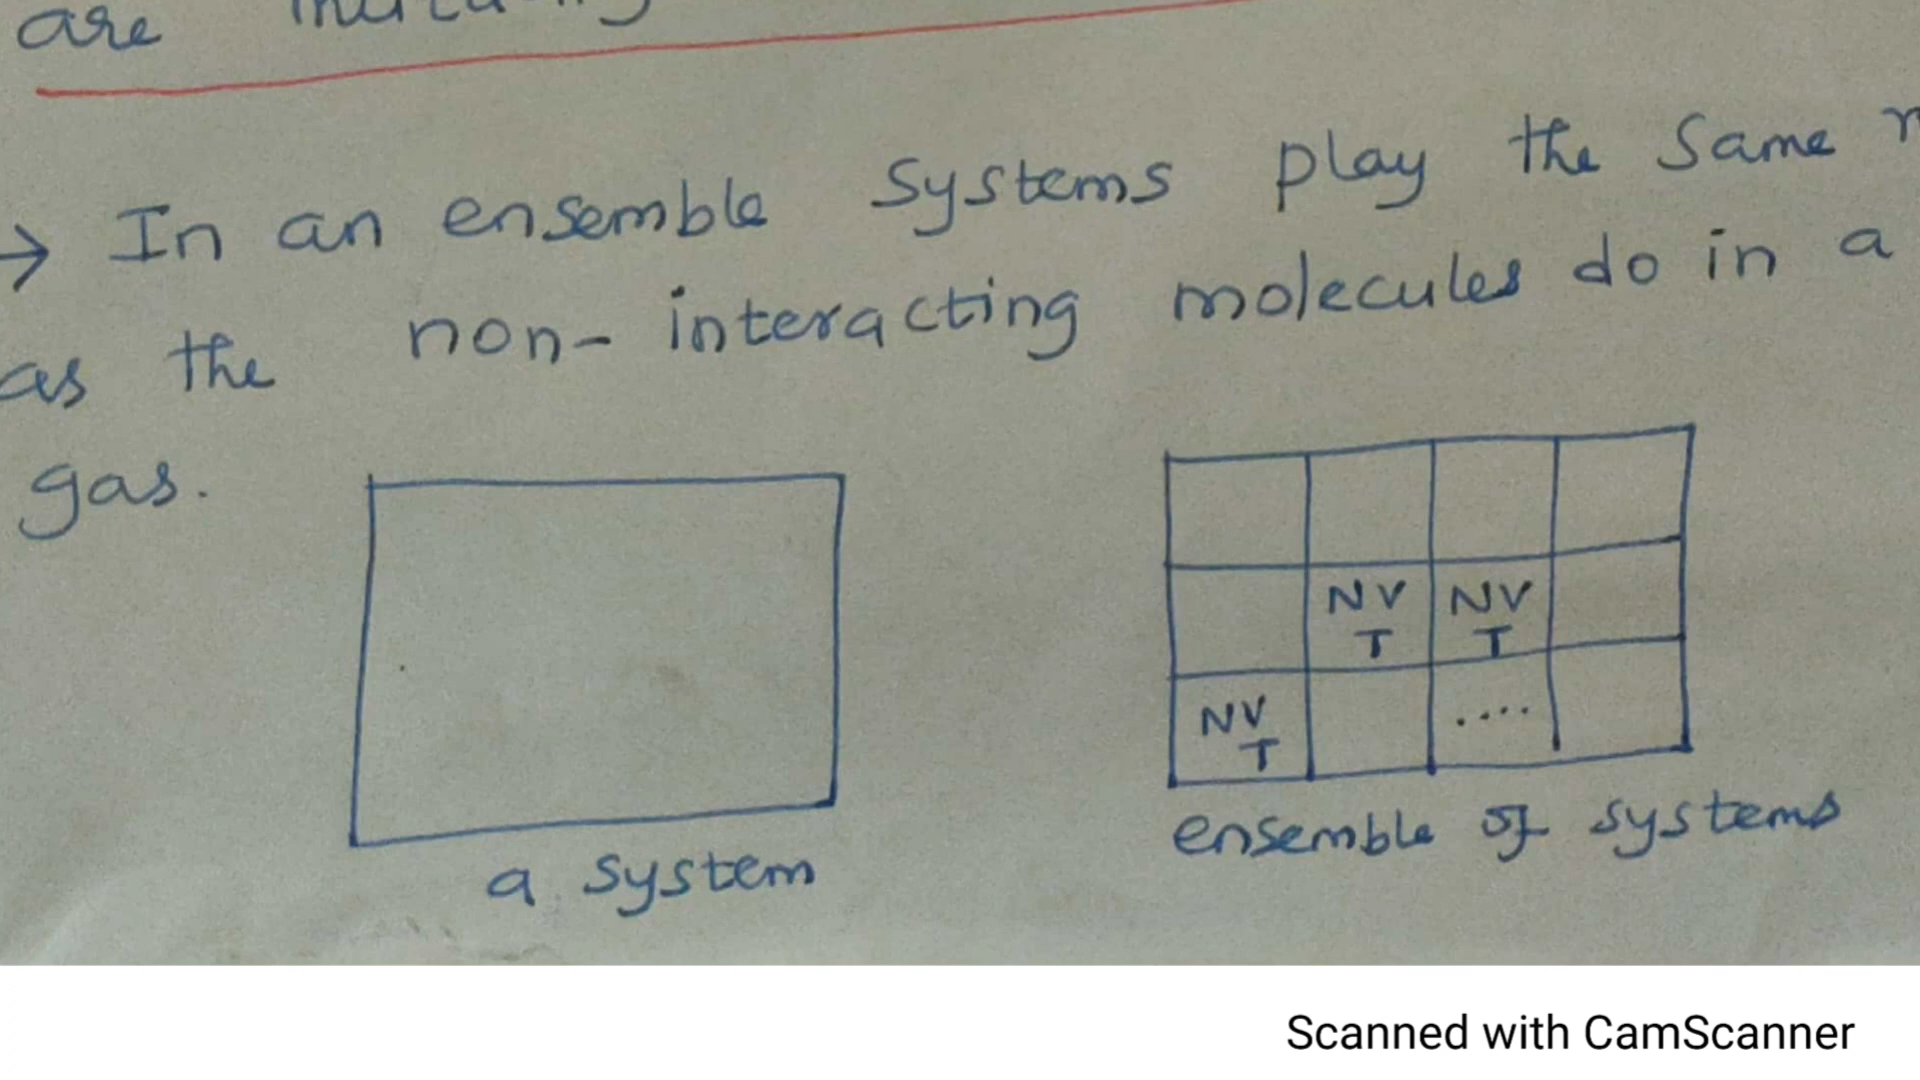 are
→ In an ensemble systems play the same
as the non-interacting molecules do in a
gas.
NV NV
T T
NV ....
T
a system
ensemble of systems
Scanned with CamScanner